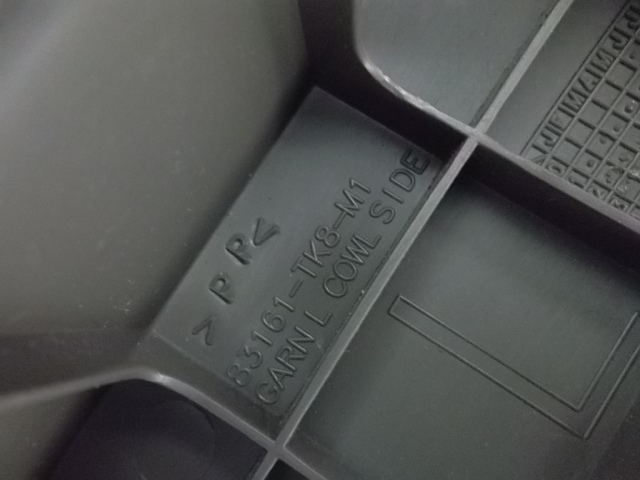 >PP<
83161-TK8-M1
GARN L COWL SIDE